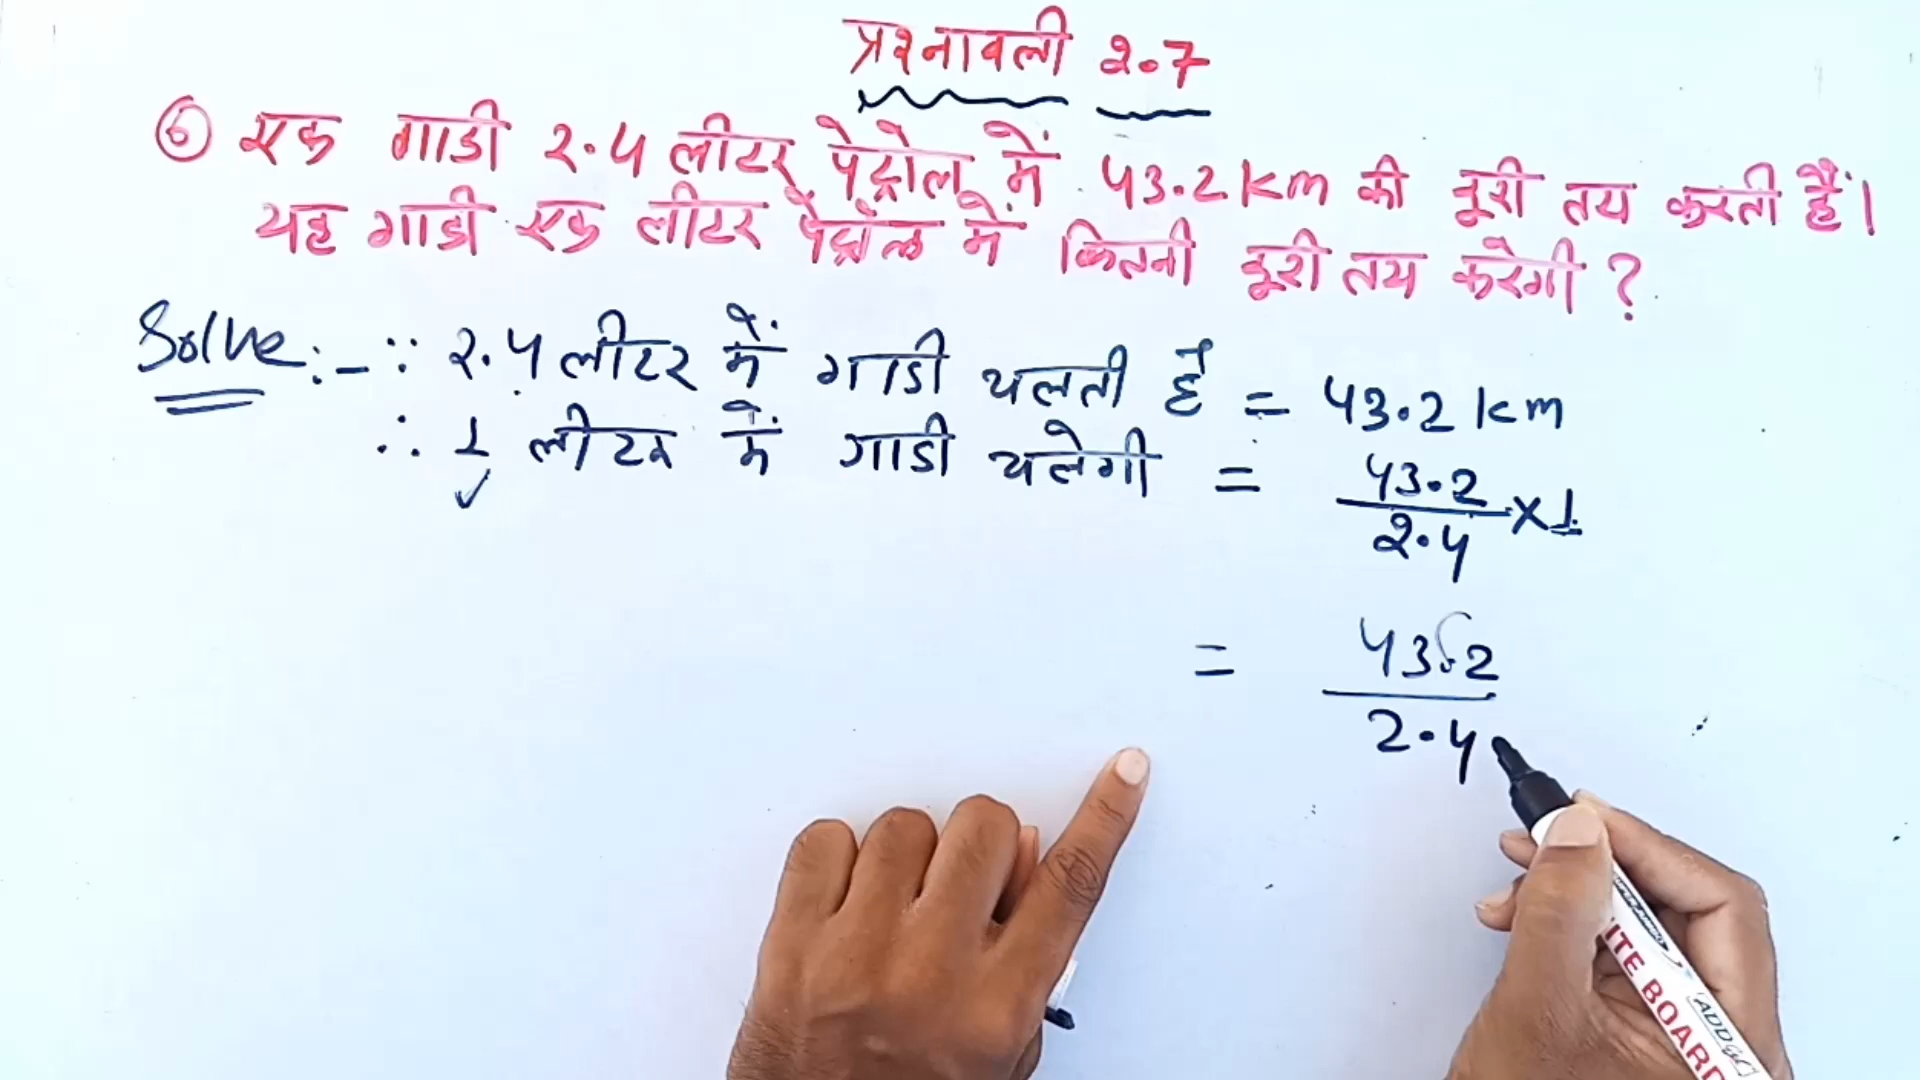 प्रश्नावली 2.7
⑥ एक गाडी 2.4 लीटर पेट्रोल में 43.2 km की दूरी तय करती हैं।
यह गाडी एक लीटर पेट्रोल में कितनी दूरी तय करेगी ?
Solve:- ∵ 2.4 लीटर में गाडी चलती है = 43.2 km
∴ 1 लीटर में गाडी चलेगी = 43.2/2.4 × 1
= 43.2/2.4
ITE BOARD